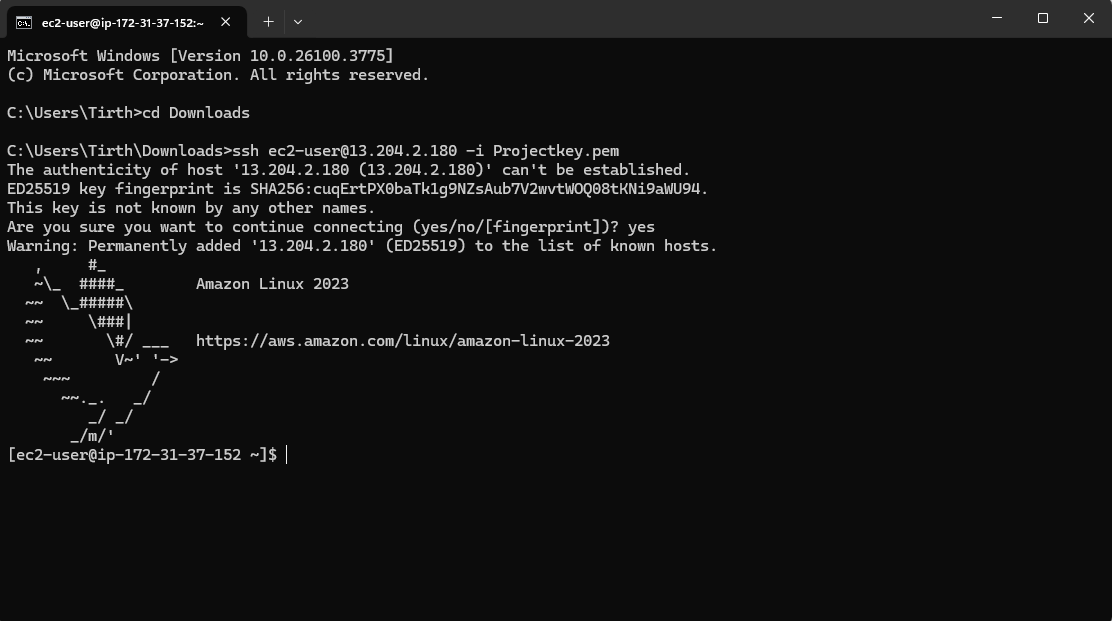 ec2-user@ip-172-31-37-152:~
Microsoft Windows [Version 10.0.26100.3775]
(c) Microsoft Corporation. All rights reserved.
C:\Users\Tirth>cd Downloads
C:\Users\Tirth\Downloads>ssh ec2-user@13.204.2.180 -i Projectkey.pem
The authenticity of host '13.204.2.180 (13.204.2.180)' can't be established.
ED25519 key fingerprint is SHA256:cuqErtPX0baTk1g9NZsAub7V2wvtWOQ08tKNi9aWU94.
This key is not known by any other names.
Are you sure you want to continue connecting (yes/no/[fingerprint])? yes
Warning: Permanently added '13.204.2.180' (ED25519) to the list of known hosts.
   ,     #_
   ~\_  ####_        Amazon Linux 2023
  ~~  \_#####\
  ~~     \###|
  ~~       \#/ ___   https://aws.amazon.com/linux/amazon-linux-2023
   ~~       V~' '->
    ~~~         /
      ~~._.   _/
         _/ _/
       _/m/'
[ec2-user@ip-172-31-37-152 ~]$